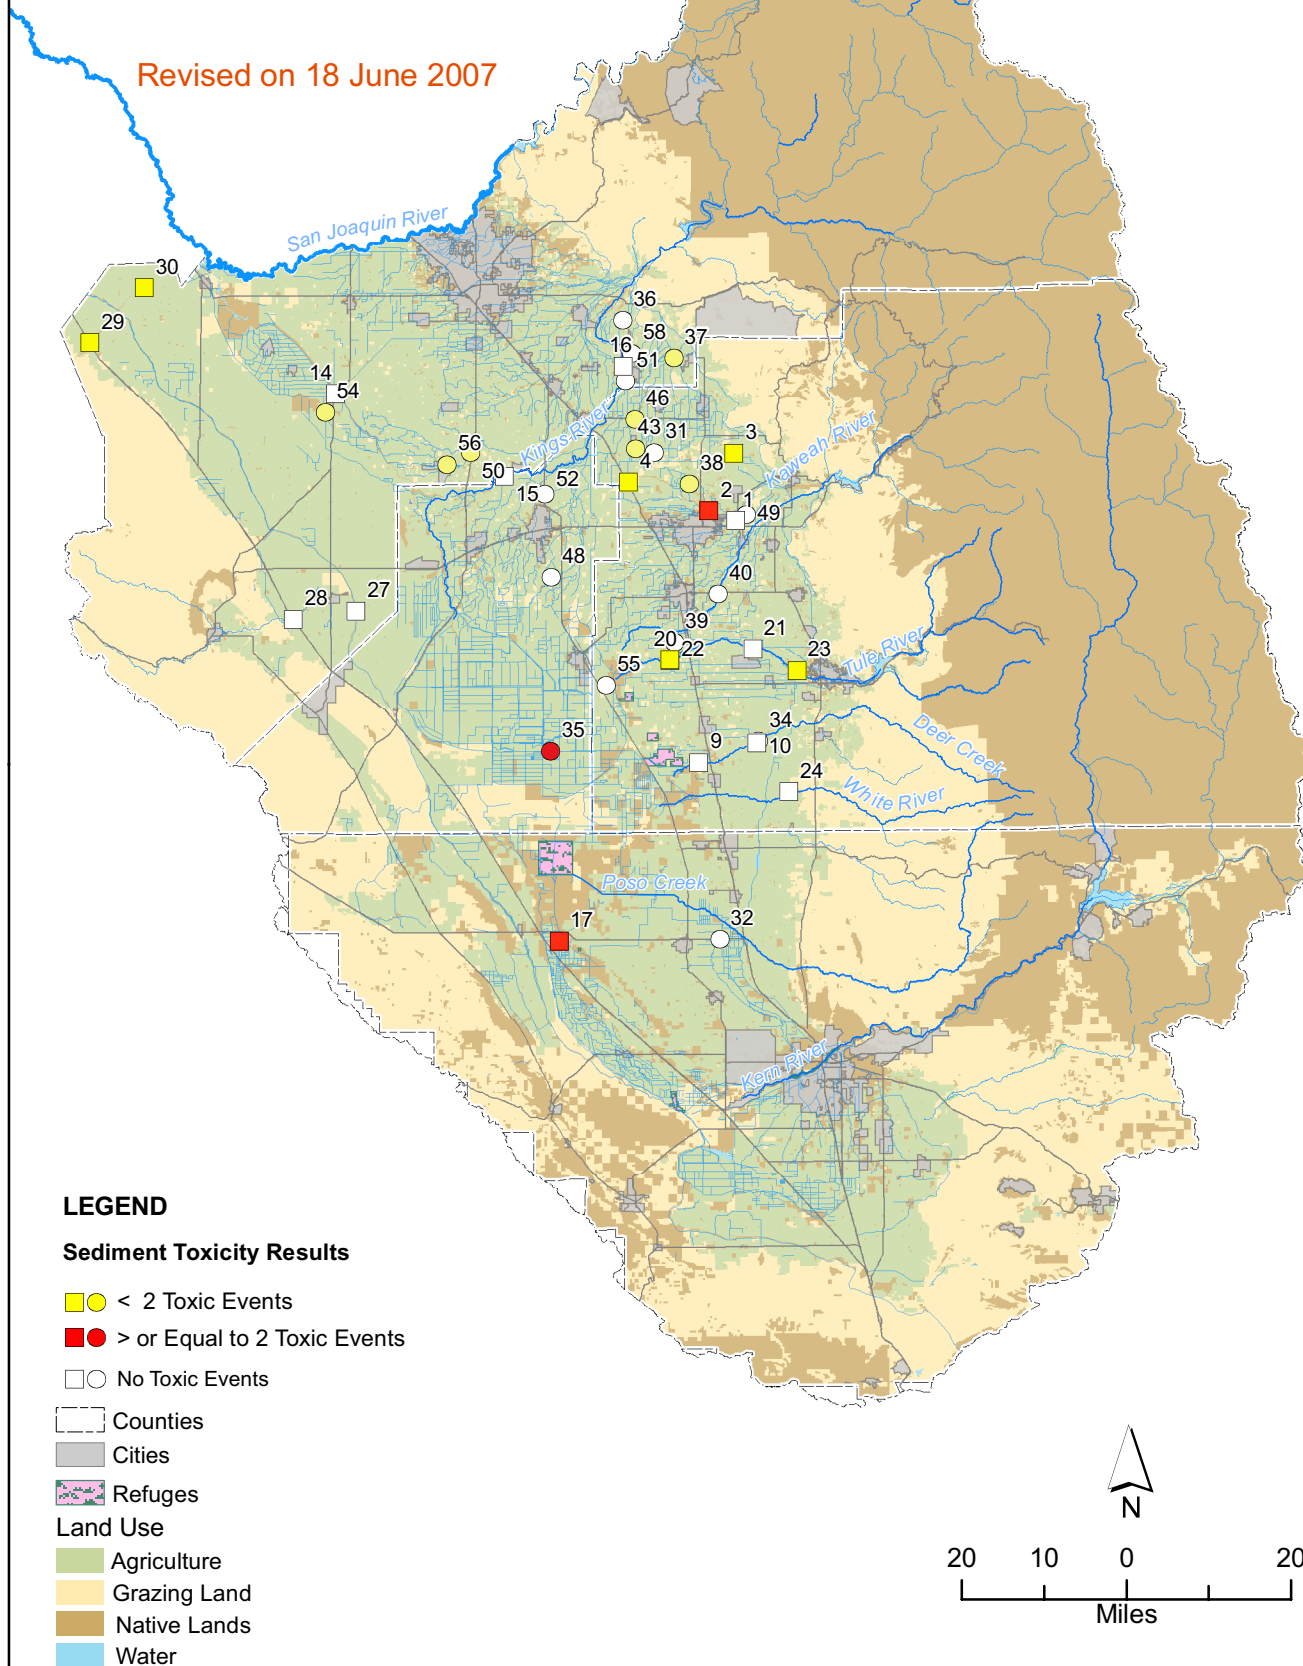 Revised on 18 June 2007
San Joaquin River
30
29
36
58
37
16
51
14
54
46
43
31
3
Kings River
Kaweah River
56
50
4
38
52
15
2
1
49
48
40
28
27
39
21
20
22
23
55
Tule River
35
34
9
10
Deer Creek
24
White River
Poso Creek
17
32
Kern River
LEGEND
Sediment Toxicity Results
< 2 Toxic Events
> or Equal to 2 Toxic Events
No Toxic Events
Counties
Cities
Refuges
Land Use
Agriculture
Grazing Land
Native Lands
Water
N
20 10 0 20
Miles